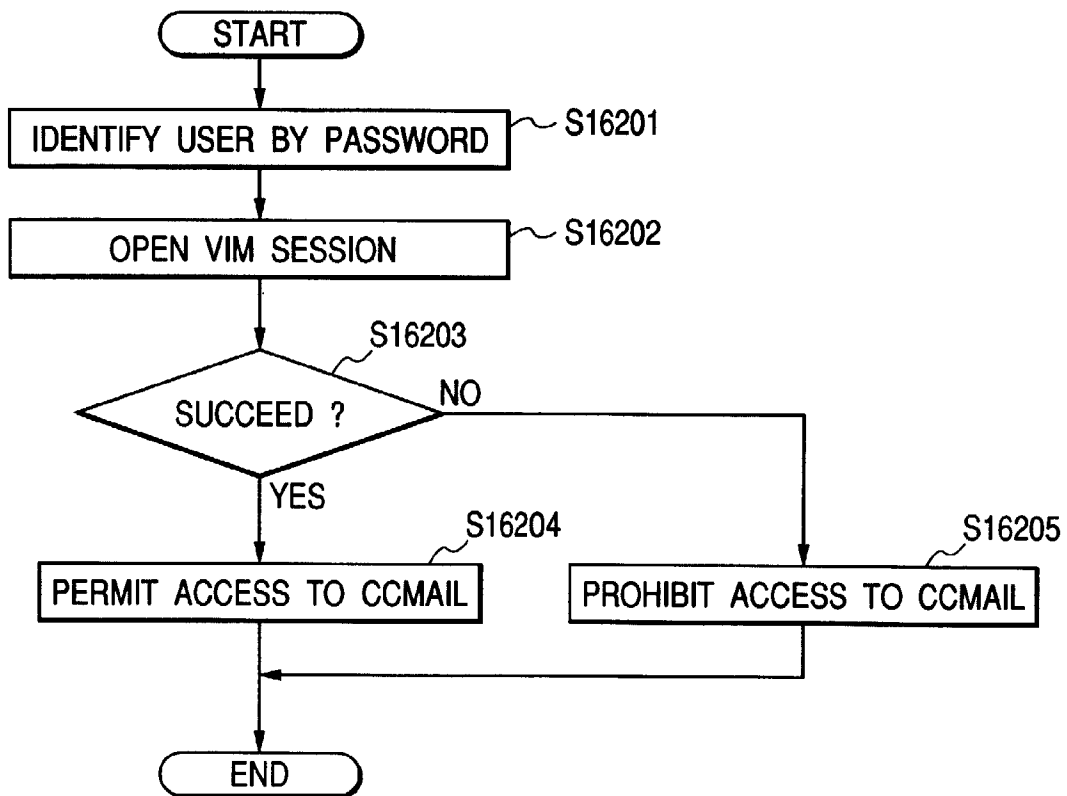 START
IDENTIFY USER BY PASSWORD
S16201
OPEN VIM SESSION
S16202
S16203
SUCCEED ?
NO
YES
S16204
PERMIT ACCESS TO CCMAIL
S16205
PROHIBIT ACCESS TO CCMAIL
END